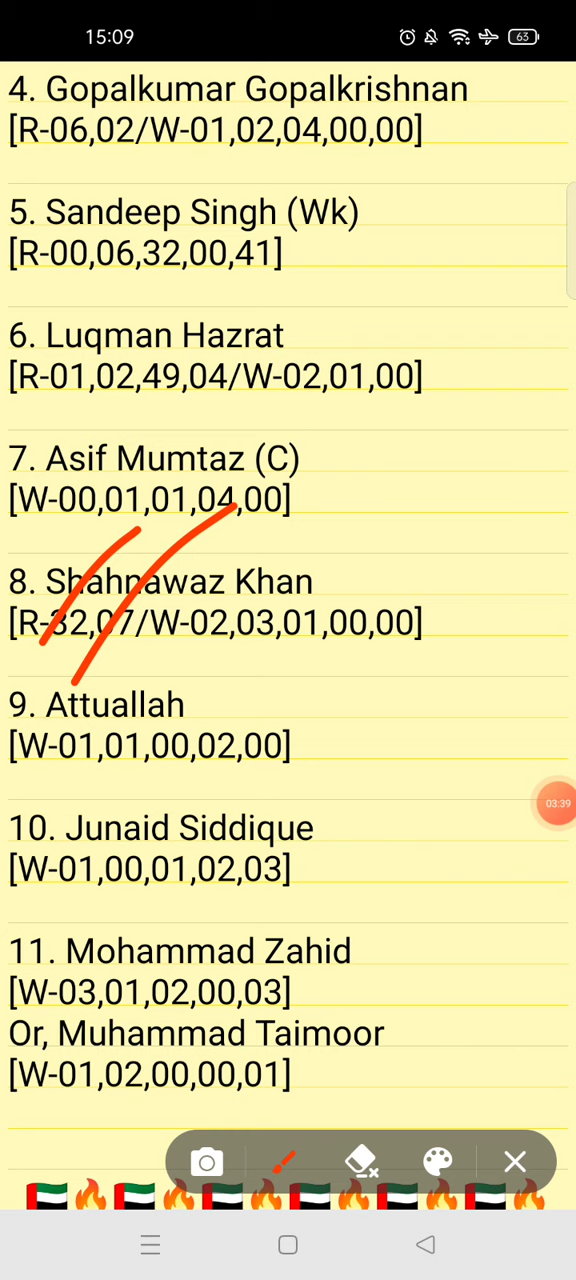 15:09
63
4. Gopalkumar Gopalkrishnan
[R-06,02/W-01,02,04,00,00]
5. Sandeep Singh (Wk)
[R-00,06,32,00,41]
6. Luqman Hazrat
[R-01,02,49,04/W-02,01,00]
7. Asif Mumtaz (C)
[W-00,01,01,04,00]
8. Shahnawaz Khan
[R-32,07/W-02,03,01,00,00]
9. Attuallah
[W-01,01,00,02,00]
03:39
10. Junaid Siddique
[W-01,00,01,02,03]
11. Mohammad Zahid
[W-03,01,02,00,03]
Or, Muhammad Taimoor
[W-01,02,00,00,01]